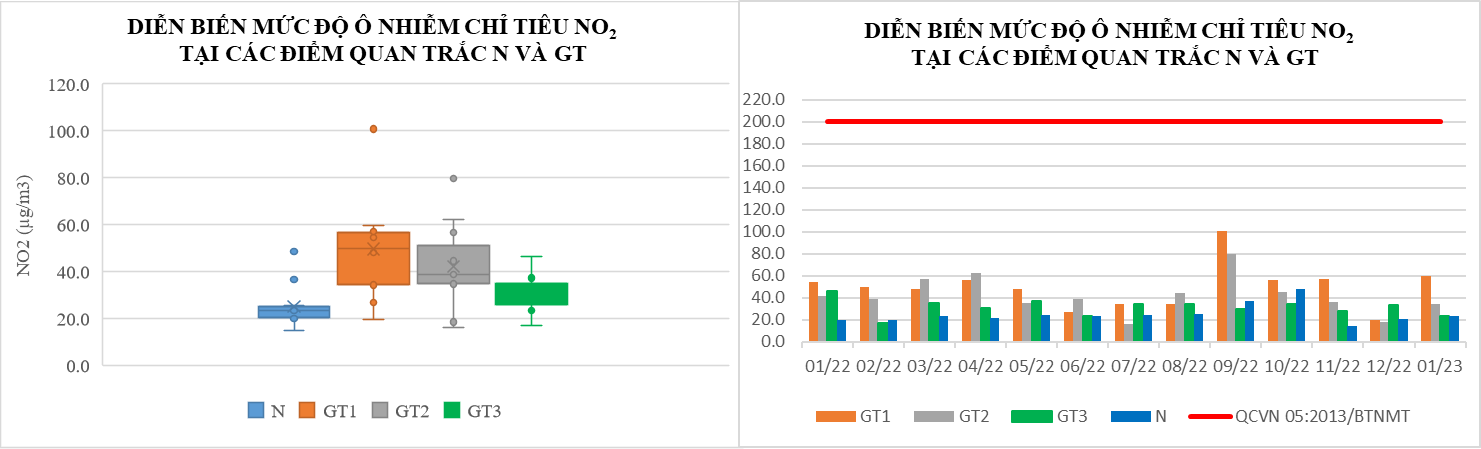 DIỄN BIẾN MỨC ĐỘ Ô NHIỄM CHỈ TIÊU NO₂
TẠI CÁC ĐIỂM QUAN TRẮC N VÀ GT
120.0
100.0
80.0
60.0
40.0
20.0
0.0
NO2 (µg/m3)
N GT1 GT2 GT3
DIỄN BIẾN MỨC ĐỘ Ô NHIỄM CHỈ TIÊU NO₂
TẠI CÁC ĐIỂM QUAN TRẮC N VÀ GT
220.0
200.0
180.0
160.0
140.0
120.0
100.0
80.0
60.0
40.0
20.0
0.0
01/22 02/22 03/22 04/22 05/22 06/22 07/22 08/22 09/22 10/22 11/22 12/22 01/23
GT1 GT2 GT3 N QCVN 05:2013/BTNMT